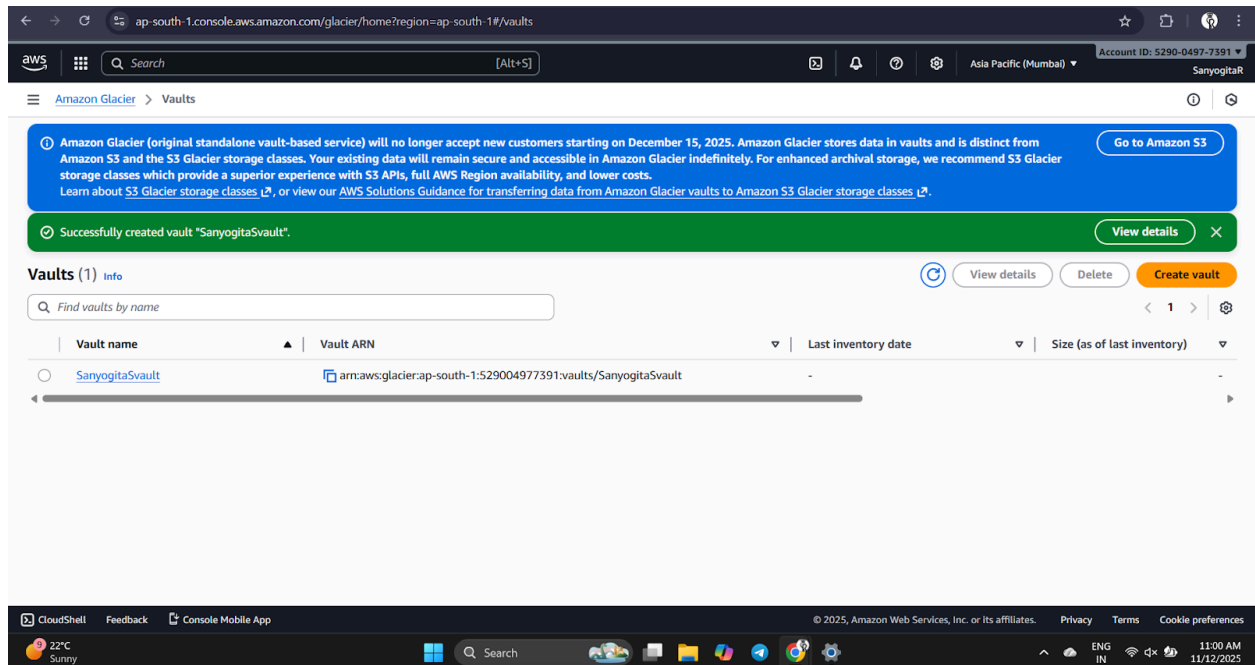 ap-south-1.console.aws.amazon.com/glacier/home?region=ap-south-1#/vaults
aws
Search [Alt+S]
Asia Pacific (Mumbai)
Account ID: 5290-0497-7391
SanyogitaR
Amazon Glacier > Vaults
Amazon Glacier (original standalone vault-based service) will no longer accept new customers starting on December 15, 2025. Amazon Glacier stores data in vaults and is distinct from
Amazon S3 and the S3 Glacier storage classes. Your existing data will remain secure and accessible in Amazon Glacier indefinitely. For enhanced archival storage, we recommend S3 Glacier
storage classes which provide a superior experience with S3 APIs, full AWS Region availability, and lower costs.
Learn about S3 Glacier storage classes, or view our AWS Solutions Guidance for transferring data from Amazon Glacier vaults to Amazon S3 Glacier storage classes.
Go to Amazon S3
Successfully created vault "SanyogitaSvault".
View details
Vaults (1) Info
View details
Delete
Create vault
Find vaults by name
1
Vault name Vault ARN Last inventory date Size (as of last inventory)
SanyogitaSvault arn:aws:glacier:ap-south-1:529004977391:vaults/SanyogitaSvault - -
CloudShell Feedback Console Mobile App © 2025, Amazon Web Services, Inc. or its affiliates. Privacy Terms Cookie preferences
9
22°C
Sunny
Search
ENG
IN
11:00 AM
11/12/2025